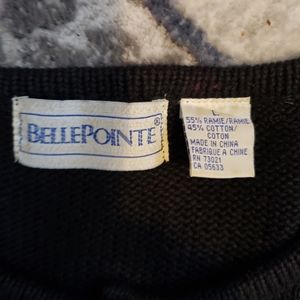 BELLEPOINTE®
L
55% RAMIE/RAMIE
45% COTTON/
COTON
MADE IN CHINA
FABRIQUE A CHINE
RN 73021
CA 05633